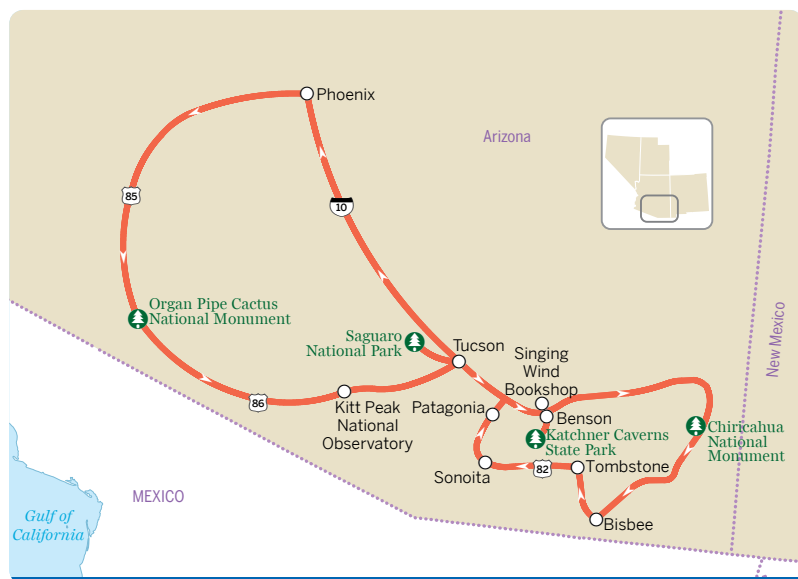 Phoenix
Arizona
85
10
Organ Pipe Cactus
National Monument
Saguaro
National Park
Tucson
Singing
Wind
Bookshop
New Mexico
86
Kitt Peak
National
Observatory
Patagonia
Benson
Katchner Caverns
State Park
Chiricahua
National
Monument
Sonoita
82
Tombstone
Bisbee
MEXICO
Gulf of
California